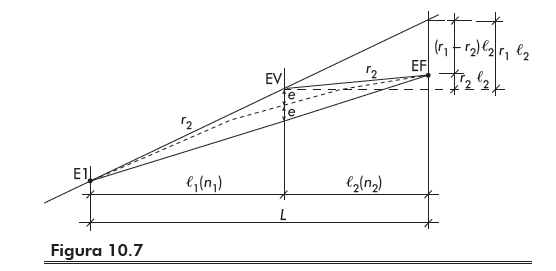 (r₁ - r₂)ℓ₂ r₁ ℓ₂
r₂ EF
EV
r₂ ℓ₂
e
e
r₂
E1
ℓ₁(n₁) ℓ₂(n₂)
L
Figura 10.7